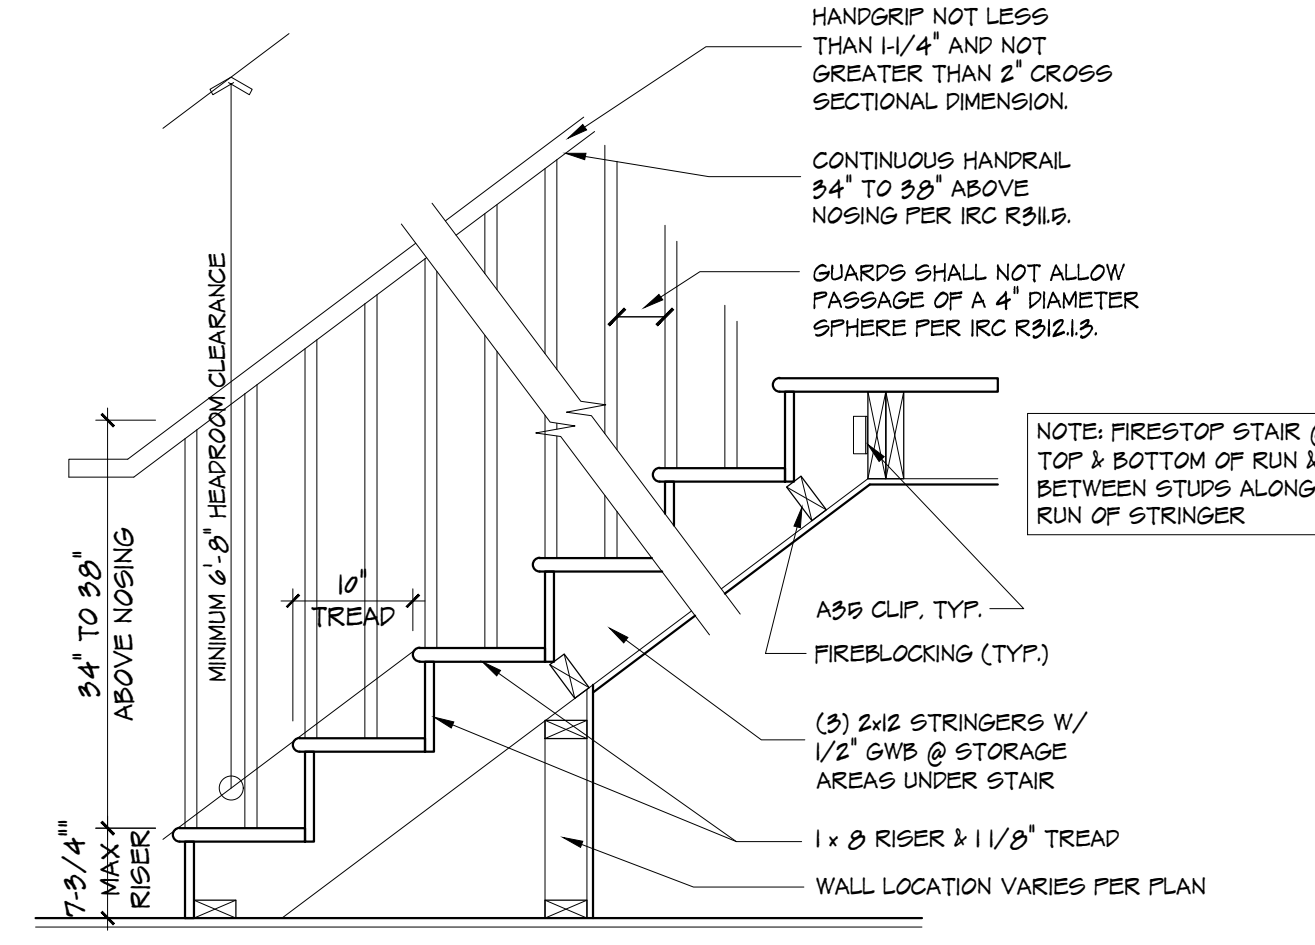 HANDGRIP NOT LESS
THAN 1-1/4" AND NOT
GREATER THAN 2" CROSS
SECTIONAL DIMENSION.
CONTINUOUS HANDRAIL
34" TO 38" ABOVE
NOSING PER IRC R311.5.
GUARDS SHALL NOT ALLOW
PASSAGE OF A 4" DIAMETER
SPHERE PER IRC R312.1.3.
NOTE: FIRESTOP STAIR
TOP & BOTTOM OF RUN &
BETWEEN STUDS ALONG
RUN OF STRINGER
A35 CLIP, TYP.
FIREBLOCKING (TYP.)
(3) 2x12 STRINGERS W/
1/2" GWB @ STORAGE
AREAS UNDER STAIR
1 x 8 RISER & 1 1/8" TREAD
WALL LOCATION VARIES PER PLAN
MINIMUM 6'-8" HEADROOM CLEARANCE
10"
TREAD
34" TO 38"
ABOVE NOSING
7-3/4""
MAX
RISER